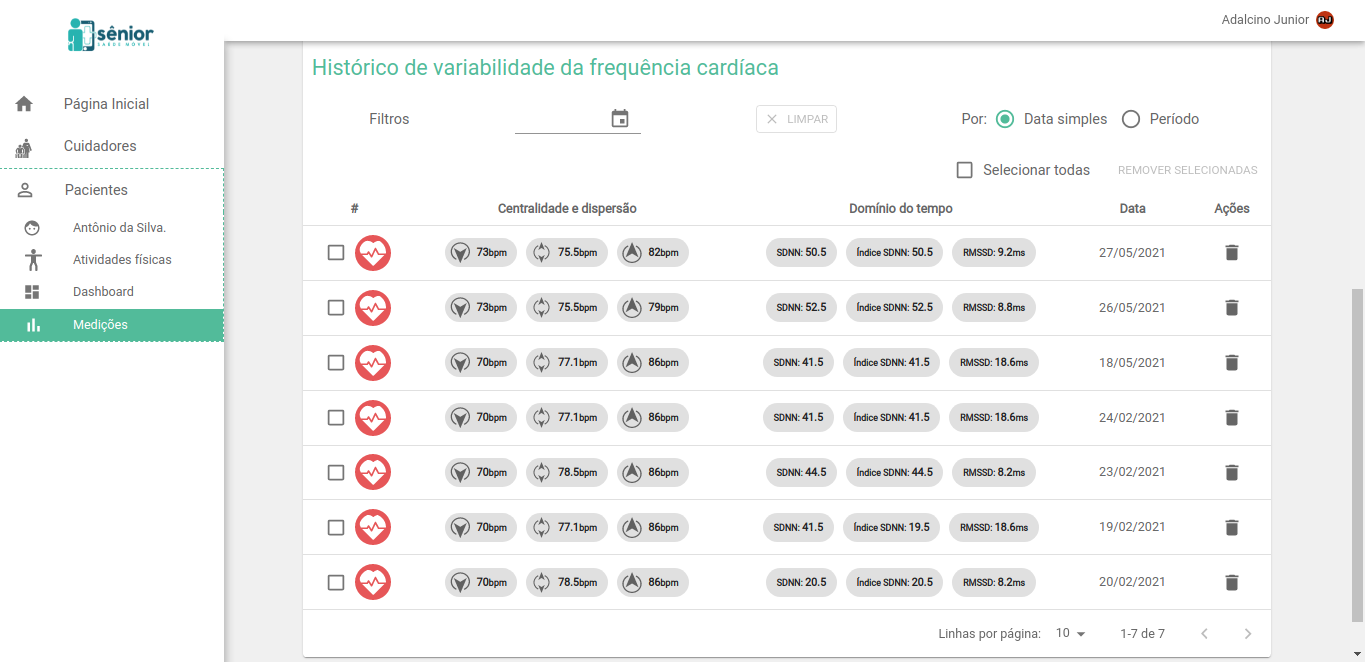 sênior
SAÚDE MÓVEL
Adalcino Junior
AJ
Página Inicial
Cuidadores
Pacientes
Antônio da Silva.
Atividades físicas
Dashboard
Medições
Histórico de variabilidade da frequência cardíaca
Filtros LIMPAR Por: Data simples Período
Selecionar todas REMOVER SELECIONADAS
# Centralidade e dispersão Domínio do tempo Data Ações
73bpm 75.5bpm 82bpm SDNN: 50.5 Índice SDNN: 50.5 RMSSD: 9.2ms 27/05/2021
73bpm 75.5bpm 79bpm SDNN: 52.5 Índice SDNN: 52.5 RMSSD: 8.8ms 26/05/2021
70bpm 77.1bpm 86bpm SDNN: 41.5 Índice SDNN: 41.5 RMSSD: 18.6ms 18/05/2021
70bpm 77.1bpm 86bpm SDNN: 41.5 Índice SDNN: 41.5 RMSSD: 18.6ms 24/02/2021
70bpm 78.5bpm 86bpm SDNN: 44.5 Índice SDNN: 44.5 RMSSD: 8.2ms 23/02/2021
70bpm 77.1bpm 86bpm SDNN: 41.5 Índice SDNN: 19.5 RMSSD: 18.6ms 19/02/2021
70bpm 78.5bpm 86bpm SDNN: 20.5 Índice SDNN: 20.5 RMSSD: 8.2ms 20/02/2021
Linhas por página: 10 1-7 de 7